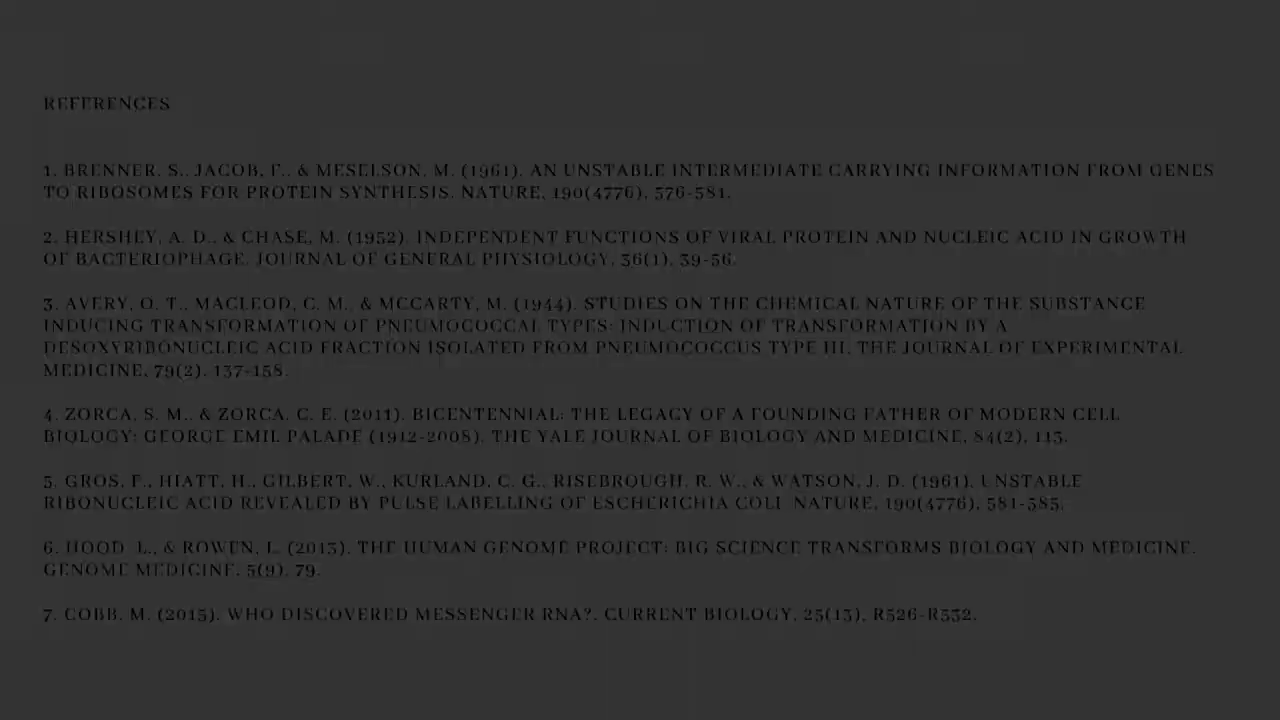 REFERENCES
1. BRENNER, S., JACOB, F., & MESELSON, M. (1961). AN UNSTABLE INTERMEDIATE CARRYING INFORMATION FROM GENES
TO RIBOSOMES FOR PROTEIN SYNTHESIS. NATURE, 190(4776), 576-581.
2. HERSHEY, A. D., & CHASE, M. (1952). INDEPENDENT FUNCTIONS OF VIRAL PROTEIN AND NUCLEIC ACID IN GROWTH
OF BACTERIOPHAGE. JOURNAL OF GENERAL PHYSIOLOGY, 36(1), 39-56.
3. AVERY, O. T., MACLEOD, C. M., & MCCARTY, M. (1944). STUDIES ON THE CHEMICAL NATURE OF THE SUBSTANCE
INDUCING TRANSFORMATION OF PNEUMOCOCCAL TYPES: INDUCTION OF TRANSFORMATION BY A
DESOXYRIBONUCLEIC ACID FRACTION ISOLATED FROM PNEUMOCOCCUS TYPE III. THE JOURNAL OF EXPERIMENTAL
MEDICINE, 79(2), 137-158.
4. ZORCA, S. M., & ZORCA, C. E. (2011). BICENTENNIAL: THE LEGACY OF A FOUNDING FATHER OF MODERN CELL
BIOLOGY: GEORGE EMIL PALADE (1912-2008). THE YALE JOURNAL OF BIOLOGY AND MEDICINE, 84(2), 113.
5. GROS, F., HIATT, H., GILBERT, W., KURLAND, C. G., RISEBROUGH, R. W., & WATSON, J. D. (1961). UNSTABLE
RIBONUCLEIC ACID REVEALED BY PULSE LABELLING OF ESCHERICHIA COLI. NATURE, 190(4776), 581-585.
6. HOOD, L., & ROWEN, L. (2013). THE HUMAN GENOME PROJECT: BIG SCIENCE TRANSFORMS BIOLOGY AND MEDICINE.
GENOME MEDICINE, 5(9), 79.
7. COBB, M. (2015). WHO DISCOVERED MESSENGER RNA?. CURRENT BIOLOGY, 25(13), R526-R532.